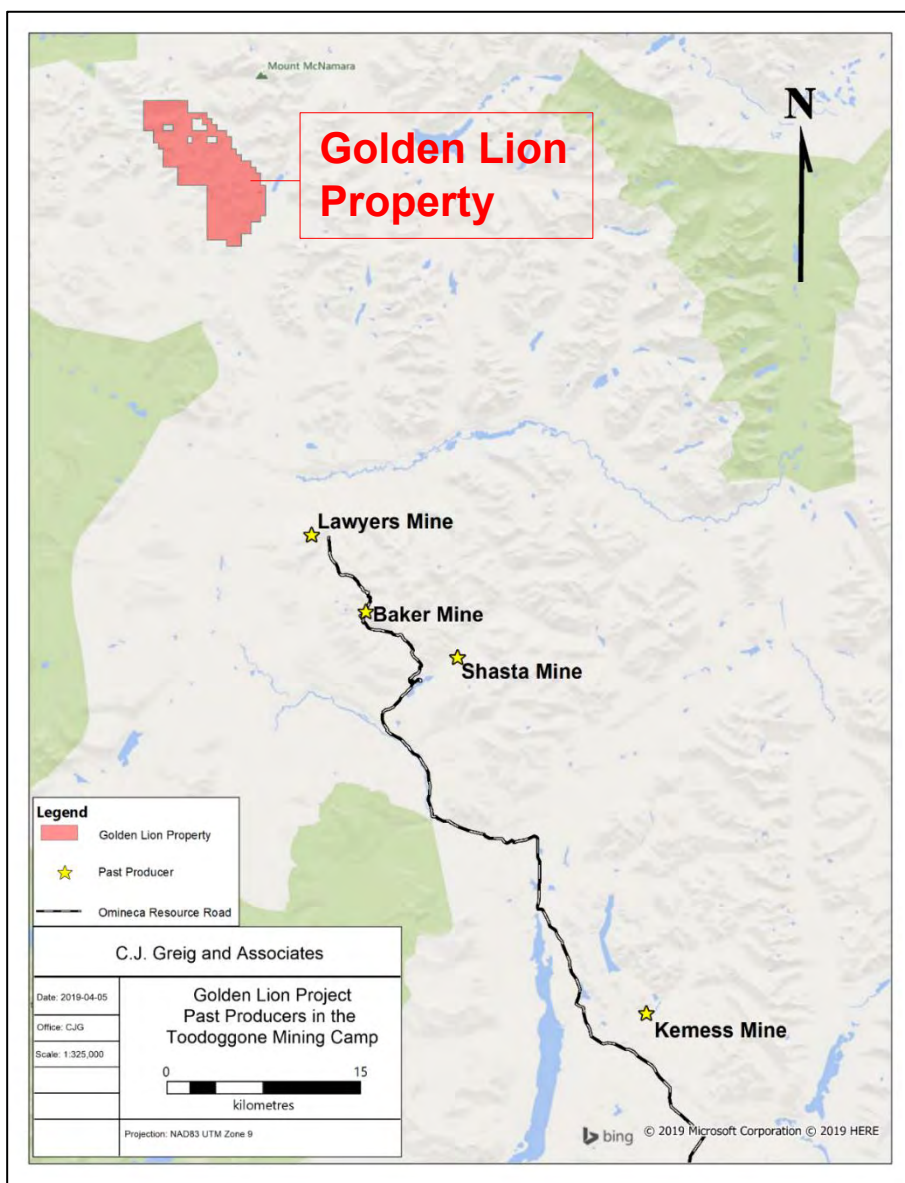 Mount McNamara
Golden Lion
Property
N
Lawyers Mine
Baker Mine
Shasta Mine
Kemess Mine
Legend
Golden Lion Property
Past Producer
Omineca Resource Road
C.J. Greig and Associates
Date: 2019-04-05
Office: CJG
Scale: 1:325,000
Golden Lion Project
Past Producers in the
Toodoggone Mining Camp
0 15
kilometres
Projection: NAD83 UTM Zone 9
bing © 2019 Microsoft Corporation © 2019 HERE